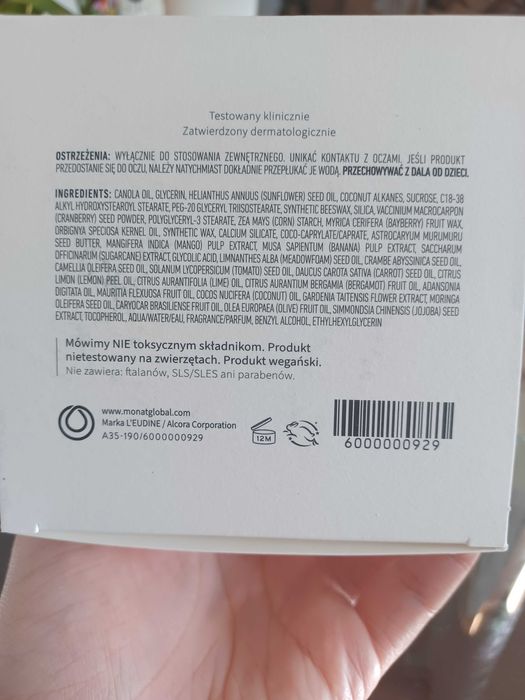 Testowany klinicznie
Zatwierdzony dermatologicznie
OSTRZEŻENIA: WYŁĄCZNIE DO STOSOWANIA ZEWNĘTRZNEGO. UNIKAĆ KONTAKTU Z OCZAMI. JEŚLI PRODUKT
PRZEDOSTANIE SIĘ DO OCZU, NALEŻY NATYCHMIAST DOKŁADNIE PRZEPŁUKAĆ JE WODĄ. PRZECHOWYWAĆ Z DALA OD DZIECI.
INGREDIENTS: CANOLA OIL, GLYCERIN, HELIANTHUS ANNUUS (SUNFLOWER) SEED OIL, COCONUT ALKANES, SUCROSE, C18-38
ALKYL HYDROXYSTEAROYL STEARATE, PEG-20 GLYCERYL TRIISOSTEARATE, SYNTHETIC BEESWAX, SILICA, VACCINIUM MACROCARPON
(CRANBERRY) SEED POWDER, POLYGLYCERYL-3 STEARATE, ZEA MAYS (CORN) STARCH, MYRICA CERIFERA (BAYBERRY) FRUIT WAX,
ORBIGNYA SPECIOSA KERNEL OIL, SYNTHETIC WAX, CALCIUM SILICATE, COCO-CAPRYLATE/CAPRATE, ASTROCARYUM MURUMURU
SEED BUTTER, MANGIFERA INDICA (MANGO) PULP EXTRACT, MUSA SAPIENTUM (BANANA) PULP EXTRACT, SACCHARUM
OFFICINARUM (SUGARCANE) EXTRACT, GLYCOLIC ACID, LIMNANTHES ALBA (MEADOWFOAM) SEED OIL, CRAMBE ABYSSINICA SEED OIL,
CAMELLIA OLEIFERA SEED OIL, SOLANUM LYCOPERSICUM (TOMATO) SEED OIL, DAUCUS CAROTA SATIVA (CARROT) SEED OIL, CITRUS
LIMON (LEMON) PEEL OIL, CITRUS AURANTIFOLIA (LIME) OIL, CITRUS AURANTIUM BERGAMIA (BERGAMOT) FRUIT OIL, ADANSONIA
DIGITATA OIL, MAURITIA FLEXUOSA FRUIT OIL, COCOS NUCIFERA (COCONUT) OIL, GARDENIA TAITENSIS FLOWER EXTRACT, MORINGA
OLEIFERA SEED OIL, CARYOCAR BRASILIENSE FRUIT OIL, OLEA EUROPAEA (OLIVE) FRUIT OIL, SIMMONDSIA CHINENSIS (JOJOBA) SEED
EXTRACT, TOCOPHEROL, AQUA/WATER/EAU, FRAGRANCE/PARFUM, BENZYL ALCOHOL, ETHYLHEXYLGLYCERIN
Mówimy NIE toksycznym składnikom. Produkt
nietestowany na zwierzętach. Produkt wegański.
Nie zawiera: ftalanów, SLS/SLES ani parabenów.
www.monatglobal.com
Marka L'EUDINE / Alcora Corporation
A35-190/6000000929
12M
6000000929